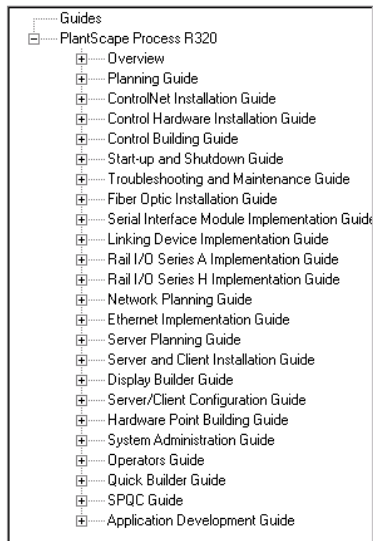 Guides
PlantScape Process R320
Overview
Planning Guide
ControlNet Installation Guide
Control Hardware Installation Guide
Control Building Guide
Start-up and Shutdown Guide
Troubleshooting and Maintenance Guide
Fiber Optic Installation Guide
Serial Interface Module Implementation Guide
Linking Device Implementation Guide
Rail I/O Series A Implementation Guide
Rail I/O Series H Implementation Guide
Network Planning Guide
Ethernet Implementation Guide
Server Planning Guide
Server and Client Installation Guide
Display Builder Guide
Server/Client Configuration Guide
Hardware Point Building Guide
System Administration Guide
Operators Guide
Quick Builder Guide
SPQC Guide
Application Development Guide